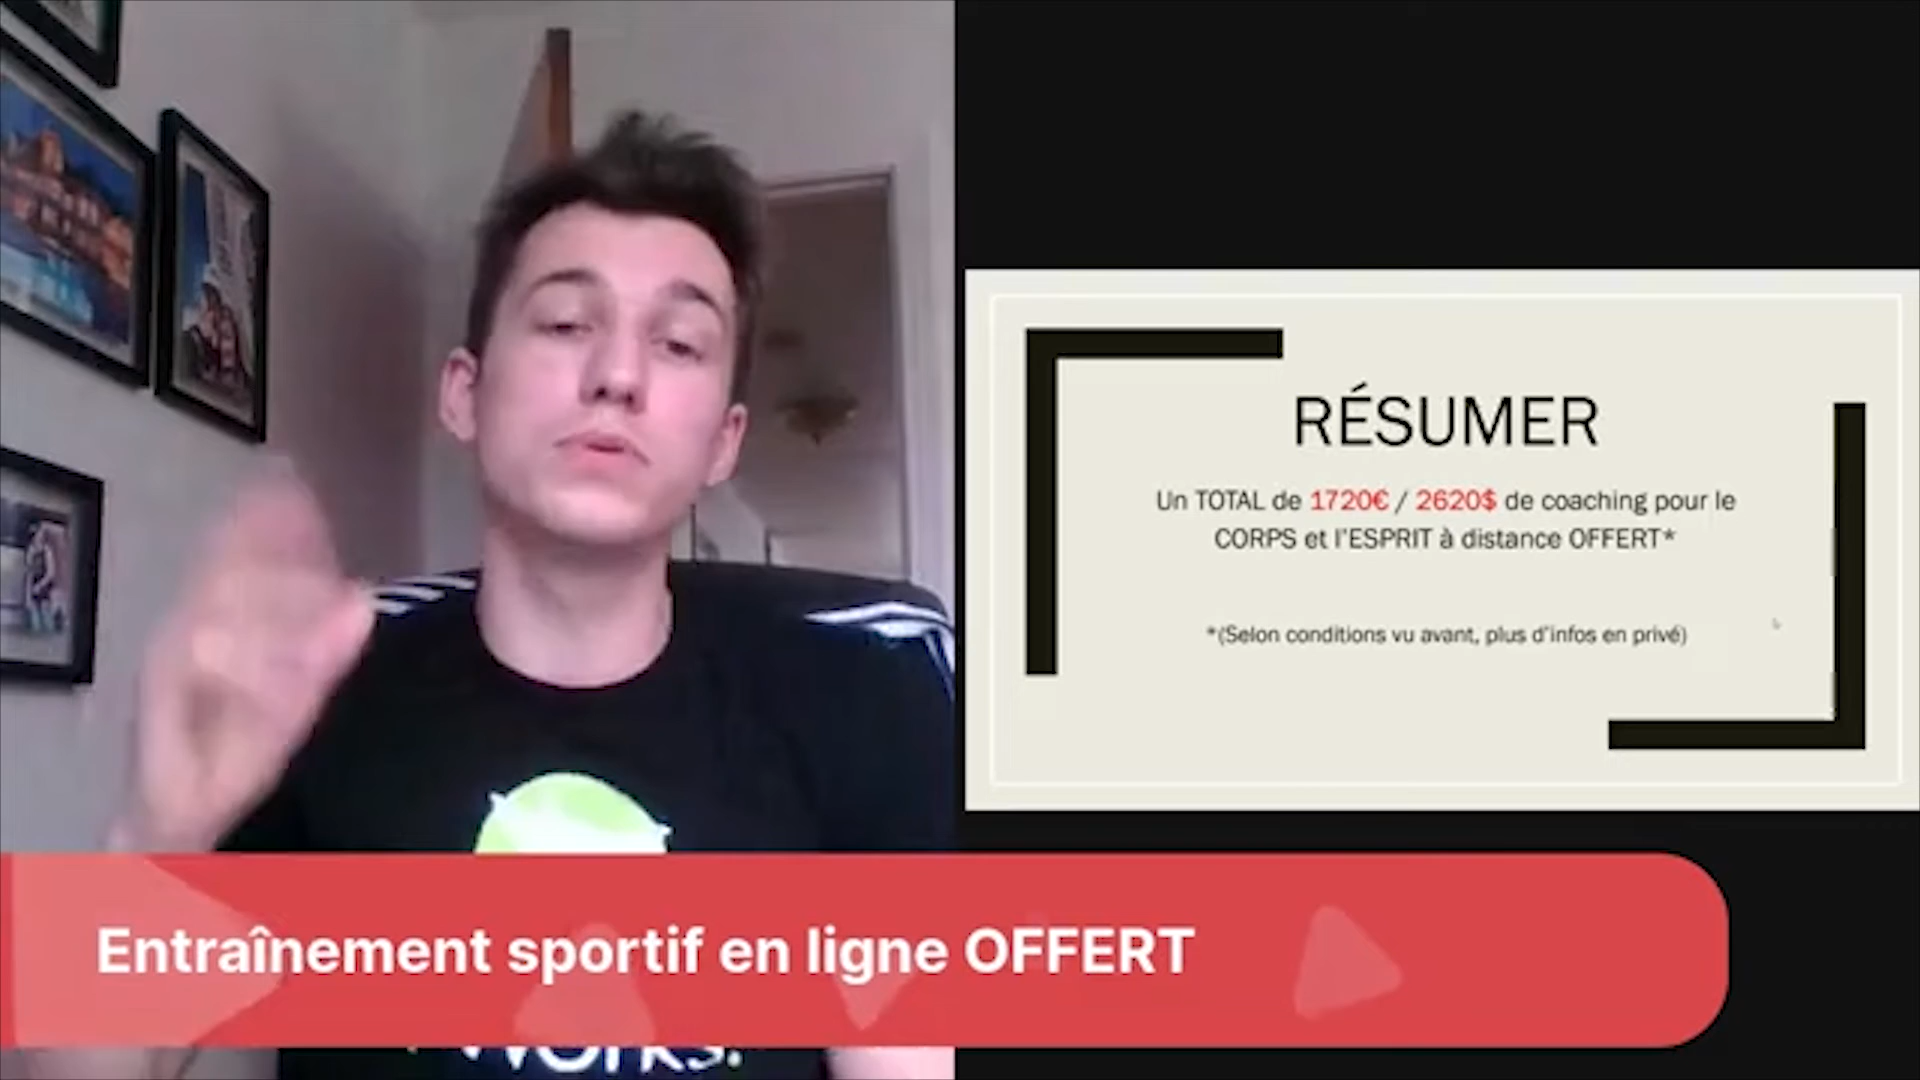 RÉSUMER
Un TOTAL de 1720€ / 2620$ de coaching pour le
CORPS et l'ESPRIT à distance OFFERT*
*(Selon conditions vu avant, plus d'infos en privé)
Entraînement sportif en ligne OFFERT